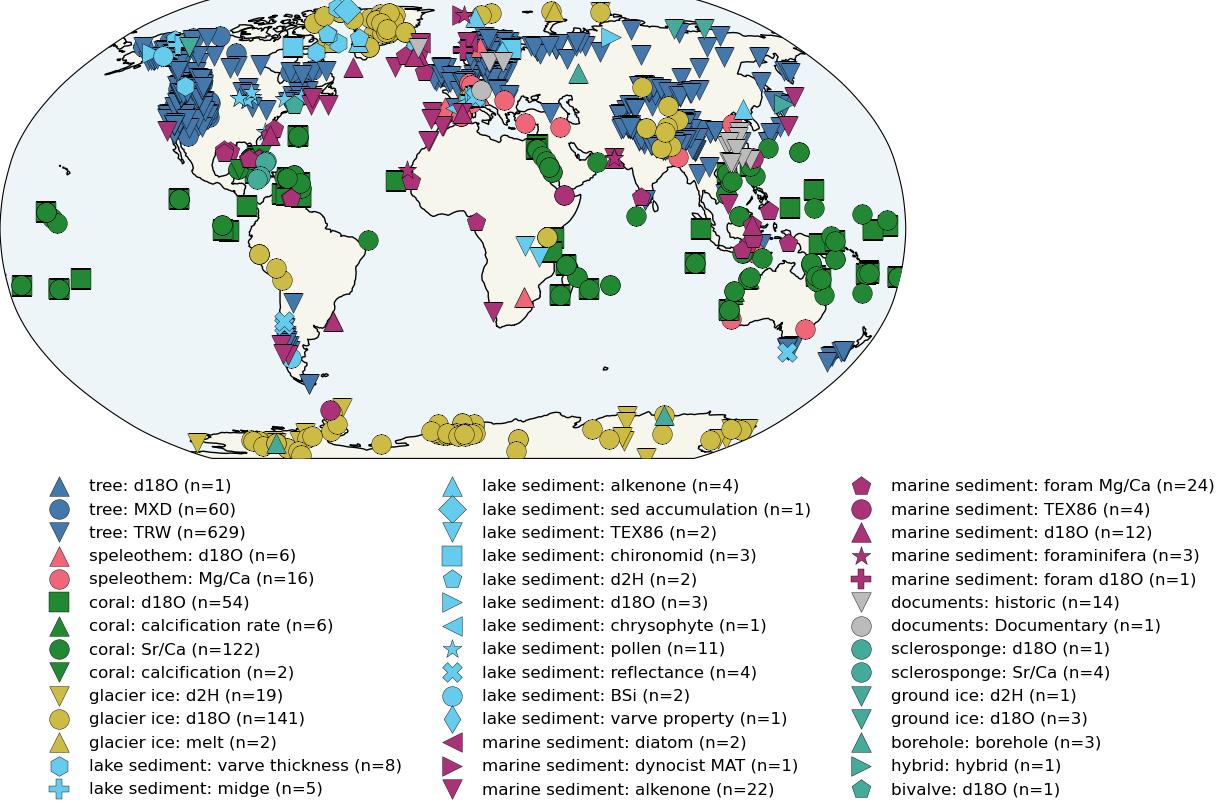 tree: d18O (n=1)
tree: MXD (n=60)
tree: TRW (n=629)
speleothem: d18O (n=6)
speleothem: Mg/Ca (n=16)
coral: d18O (n=54)
coral: calcification rate (n=6)
coral: Sr/Ca (n=122)
coral: calcification (n=2)
glacier ice: d2H (n=19)
glacier ice: d18O (n=141)
glacier ice: melt (n=2)
lake sediment: varve thickness (n=8)
lake sediment: midge (n=5)
lake sediment: alkenone (n=4)
lake sediment: sed accumulation (n=1)
lake sediment: TEX86 (n=2)
lake sediment: chironomid (n=3)
lake sediment: d2H (n=2)
lake sediment: d18O (n=3)
lake sediment: chrysophyte (n=1)
lake sediment: pollen (n=11)
lake sediment: reflectance (n=4)
lake sediment: BSi (n=2)
lake sediment: varve property (n=1)
marine sediment: diatom (n=2)
marine sediment: dynocist MAT (n=1)
marine sediment: alkenone (n=22)
marine sediment: foram Mg/Ca (n=24)
marine sediment: TEX86 (n=4)
marine sediment: d18O (n=12)
marine sediment: foraminifera (n=3)
marine sediment: foram d18O (n=1)
documents: historic (n=14)
documents: Documentary (n=1)
sclerosponge: d18O (n=1)
sclerosponge: Sr/Ca (n=4)
ground ice: d2H (n=1)
ground ice: d18O (n=3)
borehole: borehole (n=3)
hybrid: hybrid (n=1)
bivalve: d18O (n=1)